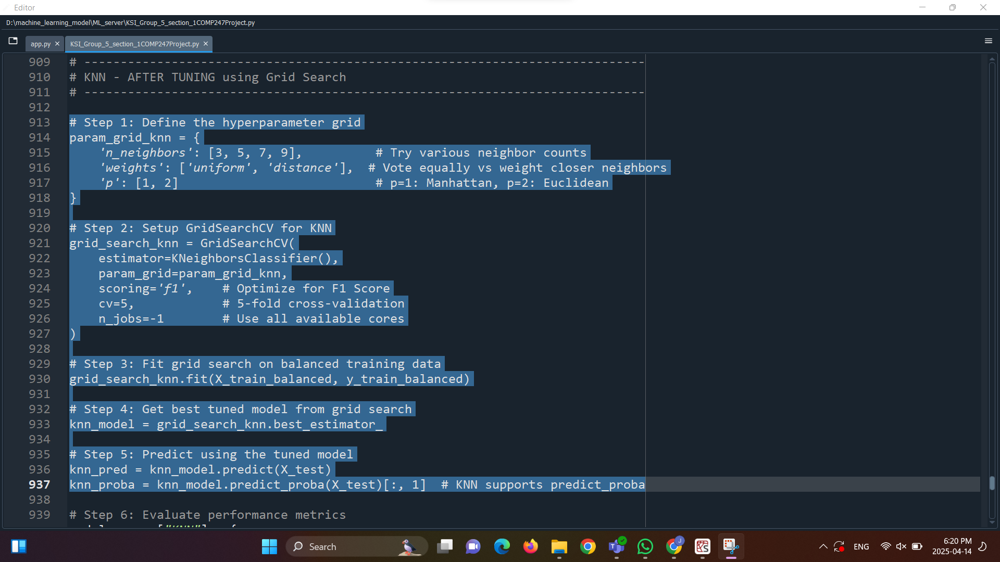 Editor
D:\machine_learning_model\ML_server\KSI_Group_5_section_1COMP247Project.py
app.py
KSI_Group_5_section_1COMP247Project.py
909 # -----------------------------------------------------------------------------
910 # KNN - AFTER TUNING using Grid Search
911 # -----------------------------------------------------------------------------
912
913 # Step 1: Define the hyperparameter grid
914 param_grid_knn = {
915     'n_neighbors': [3, 5, 7, 9],          # Try various neighbor counts
916     'weights': ['uniform', 'distance'],  # Vote equally vs weight closer neighbors
917     'p': [1, 2]                           # p=1: Manhattan, p=2: Euclidean
918 }
919
920 # Step 2: Setup GridSearchCV for KNN
921 grid_search_knn = GridSearchCV(
922     estimator=KNeighborsClassifier(),
923     param_grid=param_grid_knn,
924     scoring='f1',    # Optimize for F1 Score
925     cv=5,            # 5-fold cross-validation
926     n_jobs=-1        # Use all available cores
927 )
928
929 # Step 3: Fit grid search on balanced training data
930 grid_search_knn.fit(X_train_balanced, y_train_balanced)
931
932 # Step 4: Get best tuned model from grid search
933 knn_model = grid_search_knn.best_estimator_
934
935 # Step 5: Predict using the tuned model
936 knn_pred = knn_model.predict(X_test)
937 knn_proba = knn_model.predict_proba(X_test)[:, 1]  # KNN supports predict_proba
938
939 # Step 6: Evaluate performance metrics
Search
ENG
6:20 PM
2025-04-14